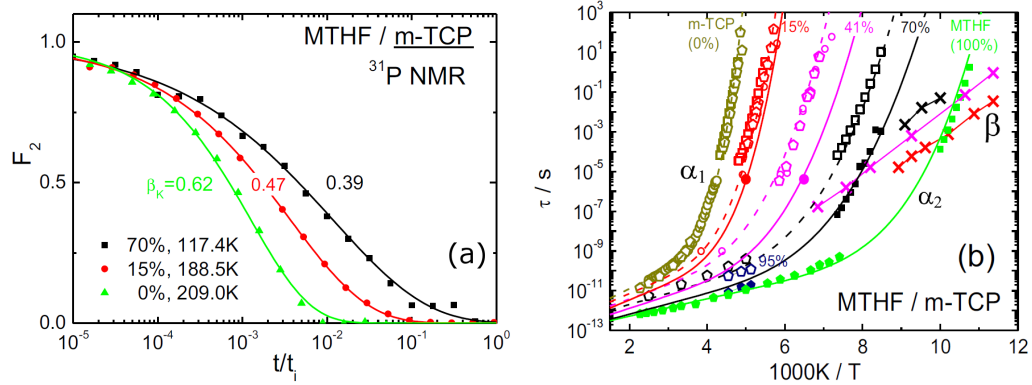 MTHF / m-TCP
³¹P NMR
1.0
0.5
0.0
F₂
β_K=0.62
0.47
0.39
70%, 117.4K
15%, 188.5K
0%, 209.0K
(a)
10⁻⁵
10⁻⁴
10⁻³
10⁻²
10⁻¹
10⁰
t/tᵢ
m-TCP
(0%)
15%
41%
70%
MTHF
(100%)
10³
10¹
10⁻¹
10⁻³
10⁻⁵
10⁻⁷
10⁻⁹
10⁻¹¹
10⁻¹³
τ / s
α₁
β
α₂
95%
(b)
MTHF / m-TCP
2
4
6
8
10
12
1000K / T